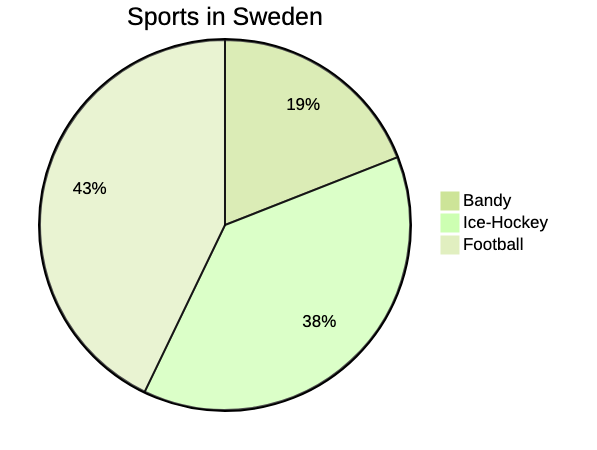 Sports in Sweden
19%
43%
38%
Bandy
Ice-Hockey
Football